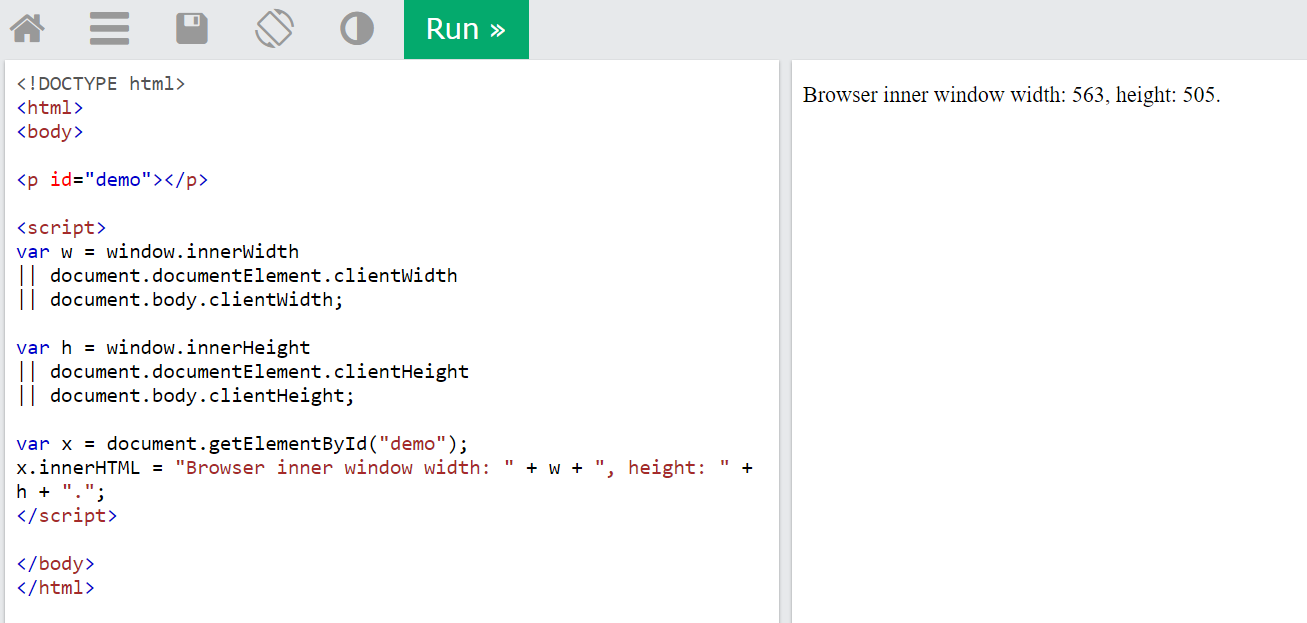 Run »
<!DOCTYPE html>
<html>
<body>
<p id="demo"></p>
<script>
var w = window.innerWidth
|| document.documentElement.clientWidth
|| document.body.clientWidth;
var h = window.innerHeight
|| document.documentElement.clientHeight
|| document.body.clientHeight;
var x = document.getElementById("demo");
x.innerHTML = "Browser inner window width: " + w + ", height: " +
h + ".";
</script>
</body>
</html>
Browser inner window width: 563, height: 505.